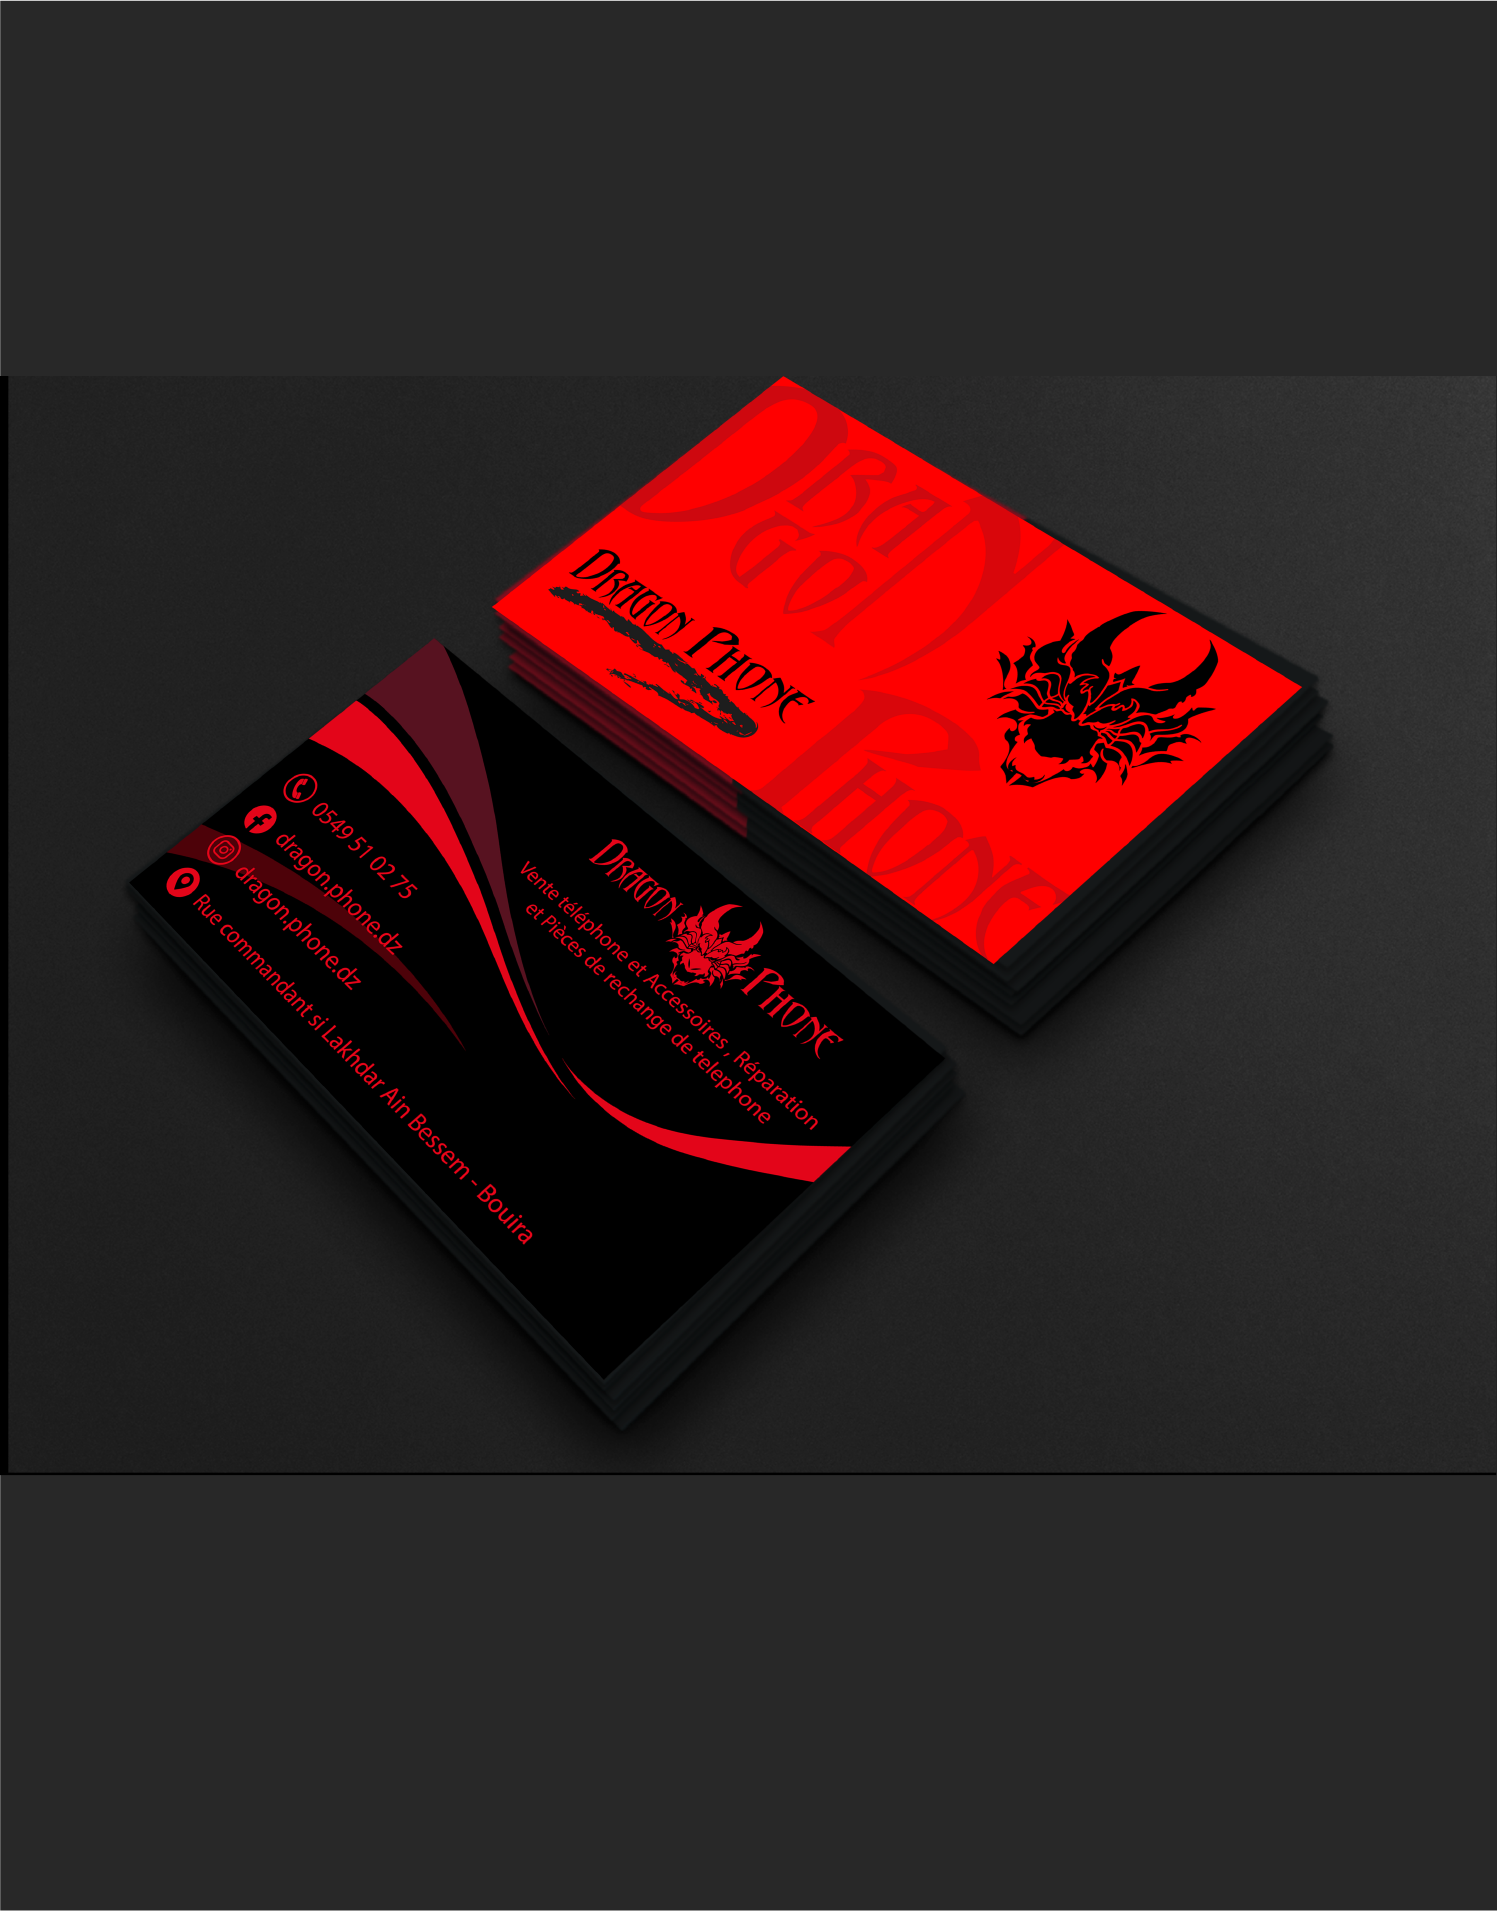 DRAGON
PHONE
DRAGON PHONE
0549 51 02 75
dragon.phone.dz
dragon.phone.dz
Rue commandant si Lakhdar Ain Bessem - Bouira
DRAGON PHONE
Vente téléphone et Accessoires , Réparation
et Pièces de rechange de telephone